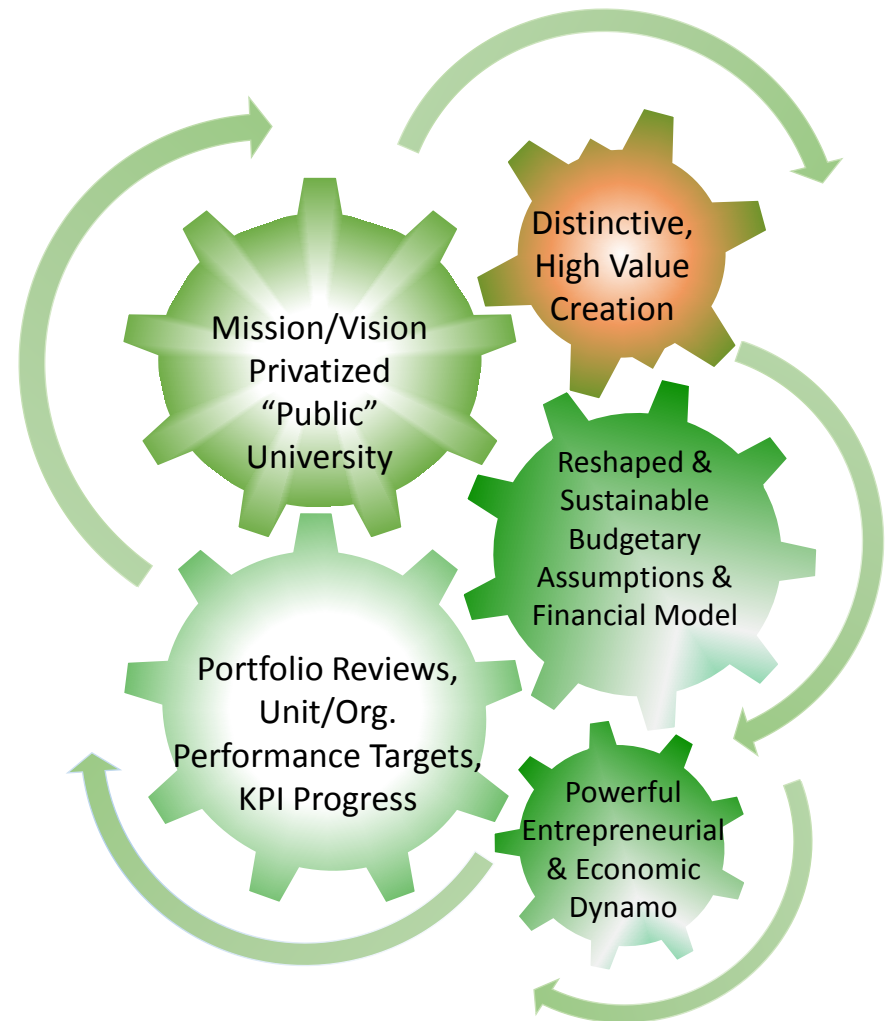 Distinctive,
High Value
Creation
Mission/Vision
Privatized
“Public”
University
Reshaped &
Sustainable
Budgetary
Assumptions &
Financial Model
Portfolio Reviews,
Unit/Org.
Performance Targets,
KPI Progress
Powerful
Entrepreneurial
& Economic
Dynamo